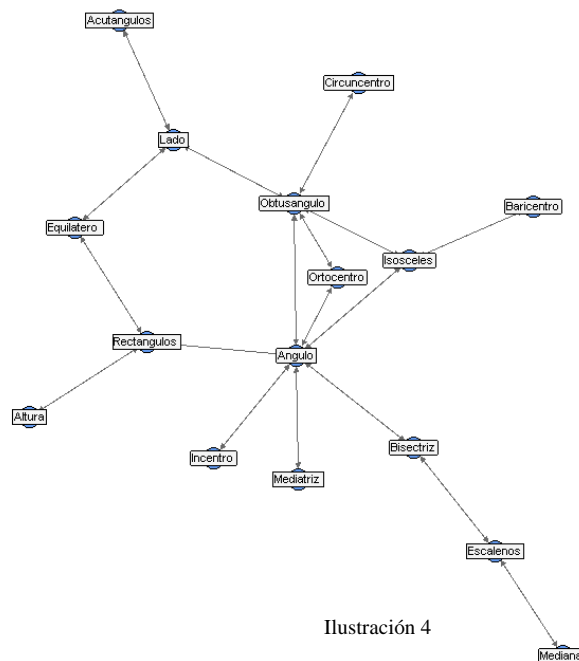 Acutangulos
Circuncentro
Lado
Obtusangulo
Baricentro
Equilatero
Isosceles
Ortocentro
Rectangulos
Angulo
Altura
Bisectriz
Incentro
Mediatriz
Escalenos
Ilustración 4
Mediana